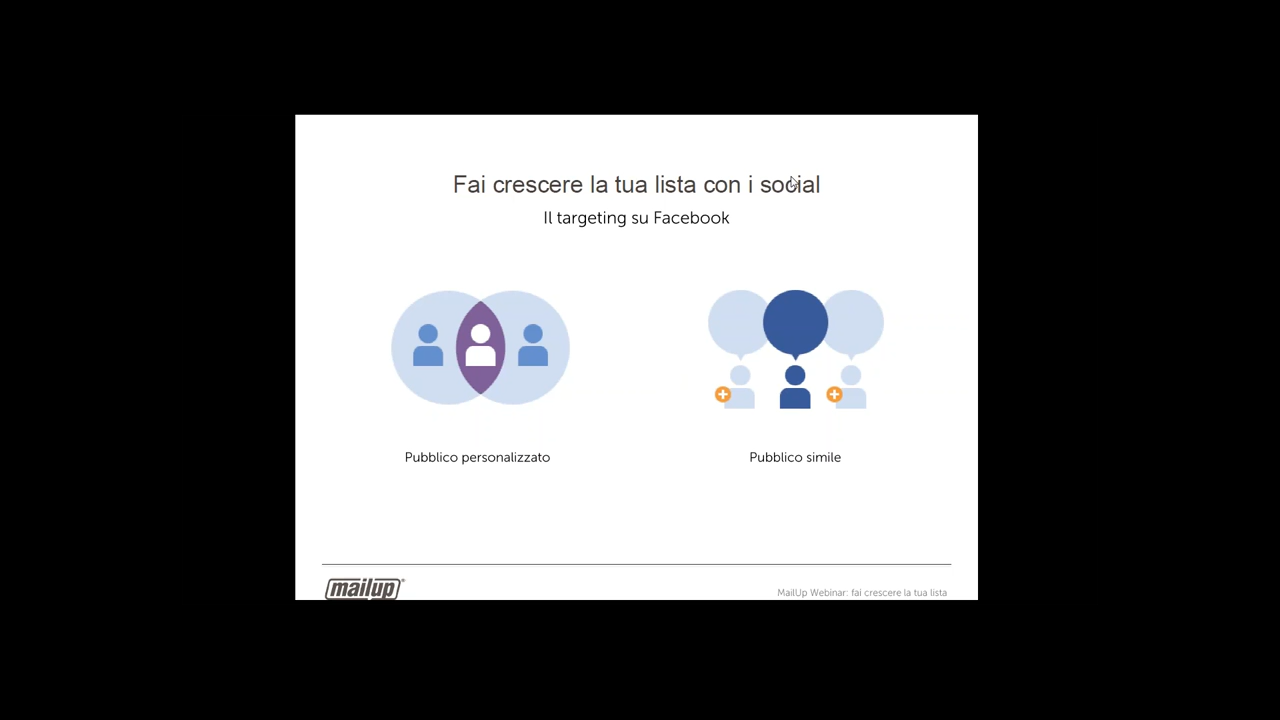 Fai crescere la tua lista con i social
Il targeting su Facebook
Pubblico personalizzato
Pubblico simile
mailup®
MailUp Webinar: fai crescere la tua lista